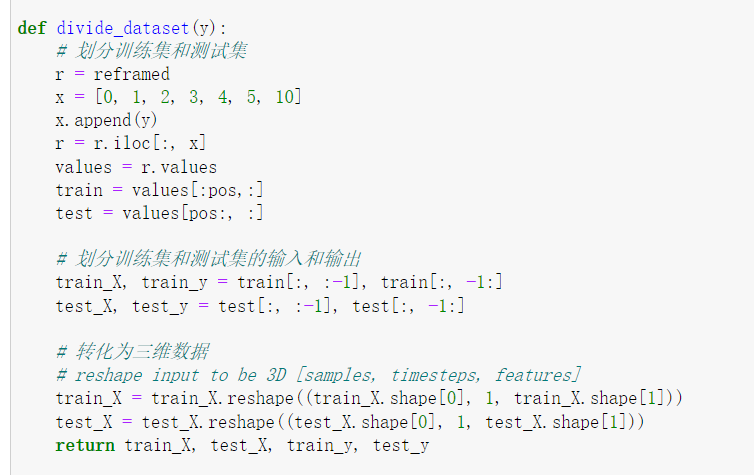 def divide_dataset(y):
    # 划分训练集和测试集
    r = reframed
    x = [0, 1, 2, 3, 4, 5, 10]
    x.append(y)
    r = r.iloc[:, x]
    values = r.values
    train = values[:pos,:]
    test = values[pos:, :]

    # 划分训练集和测试集的输入和输出
    train_X, train_y = train[:, :-1], train[:, -1:]
    test_X, test_y = test[:, :-1], test[:, -1:]

    # 转化为三维数据
    # reshape input to be 3D [samples, timesteps, features]
    train_X = train_X.reshape((train_X.shape[0], 1, train_X.shape[1]))
    test_X = test_X.reshape((test_X.shape[0], 1, test_X.shape[1]))
    return train_X, test_X, train_y, test_y